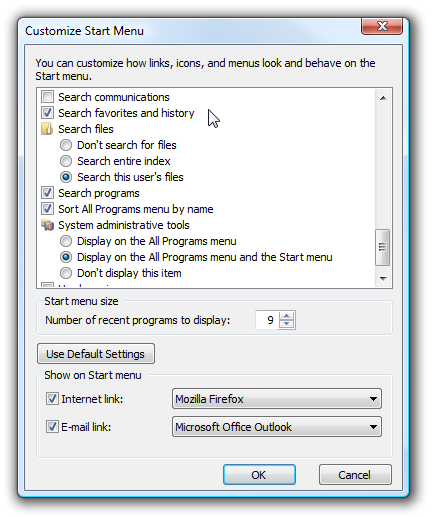 Customize Start Menu
You can customize how links, icons, and menus look and behave on the
Start menu.
Search communications
Search favorites and history
Search files
Don't search for files
Search entire index
Search this user's files
Search programs
Sort All Programs menu by name
System administrative tools
Display on the All Programs menu
Display on the All Programs menu and the Start menu
Don't display this item
Start menu size
Number of recent programs to display: 9
Use Default Settings
Show on Start menu
Internet link: Mozilla Firefox
E-mail link: Microsoft Office Outlook
OK Cancel